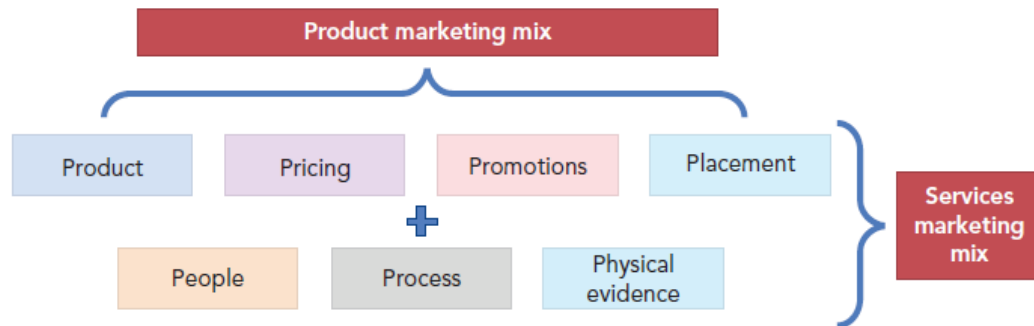 Product marketing mix
Product
Pricing
Promotions
Placement
People
Process
Physical
evidence
Services
marketing
mix